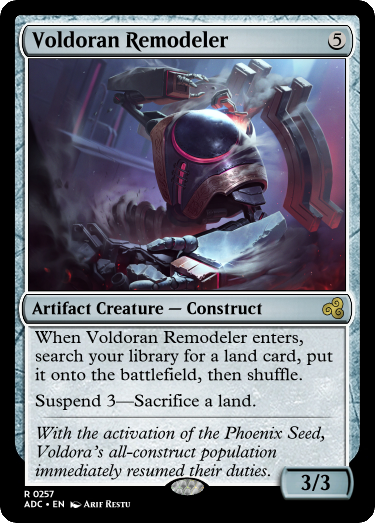 Voldoran Remodeler 5
Artifact Creature — Construct
When Voldoran Remodeler enters,
search your library for a land card, put
it onto the battlefield, then shuffle.
Suspend 3—Sacrifice a land.
With the activation of the Phoenix Seed,
Voldora's all-construct population
immediately resumed their duties.
3/3
R 0257
ADC • EN Arif Restu